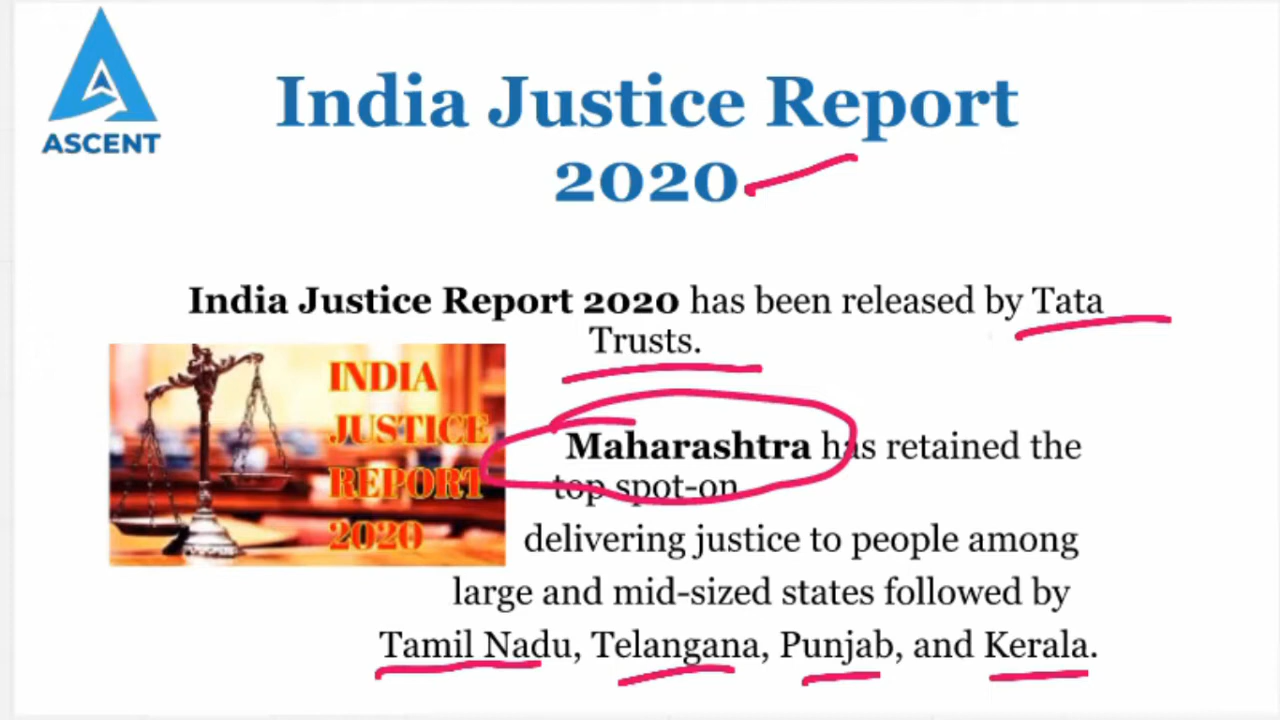 ASCENT
India Justice Report
2020
India Justice Report 2020 has been released by Tata
Trusts.
INDIA
JUSTICE
REPORT
2020
Maharashtra has retained the
top spot-on
delivering justice to people among
large and mid-sized states followed by
Tamil Nadu, Telangana, Punjab, and Kerala.